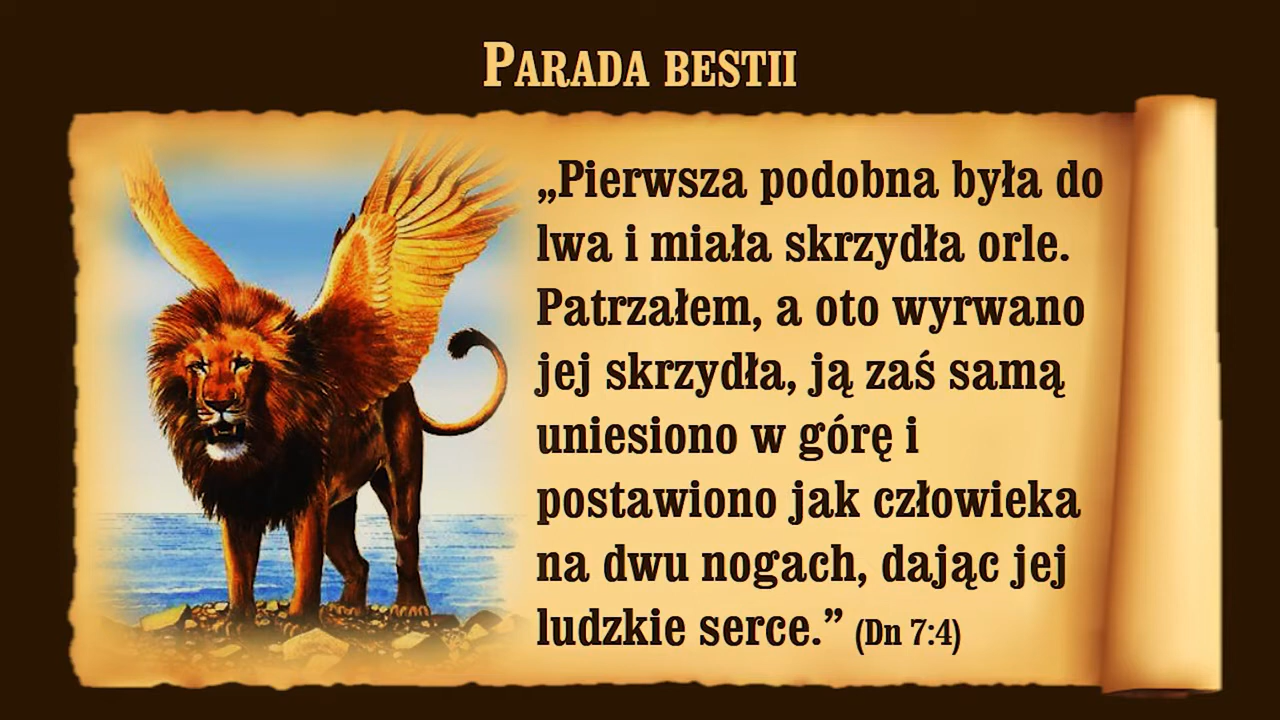 PARADA BESTII
„Pierwsza podobna była do
lwa i miała skrzydła orle.
Patrzałem, a oto wyrwano
jej skrzydła, ją zaś samą
uniesiono w górę i
postawiono jak człowieka
na dwu nogach, dając jej
ludzkie serce.” (Dn 7:4)